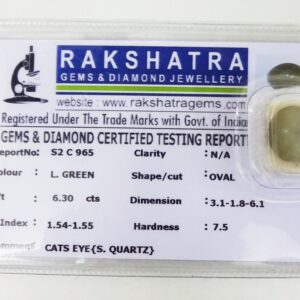 RAKSHATRA
GEMS & DIAMOND JEWELLERY
website : www.rakshatragems.com
Registered Under The Trade Marks with Govt. of India
GEMS & DIAMOND CERTIFIED TESTING REPORT
ReportNo: S2 C 965 Clarity : N/A
olour : L. GREEN Shape/cut : OVAL
ft : 6.30 cts Dimension : 3.1-1.8-6.1
Index : 1.54-1.55 Hardness : 7.5
omment: CATS EYE(S. QUARTZ)